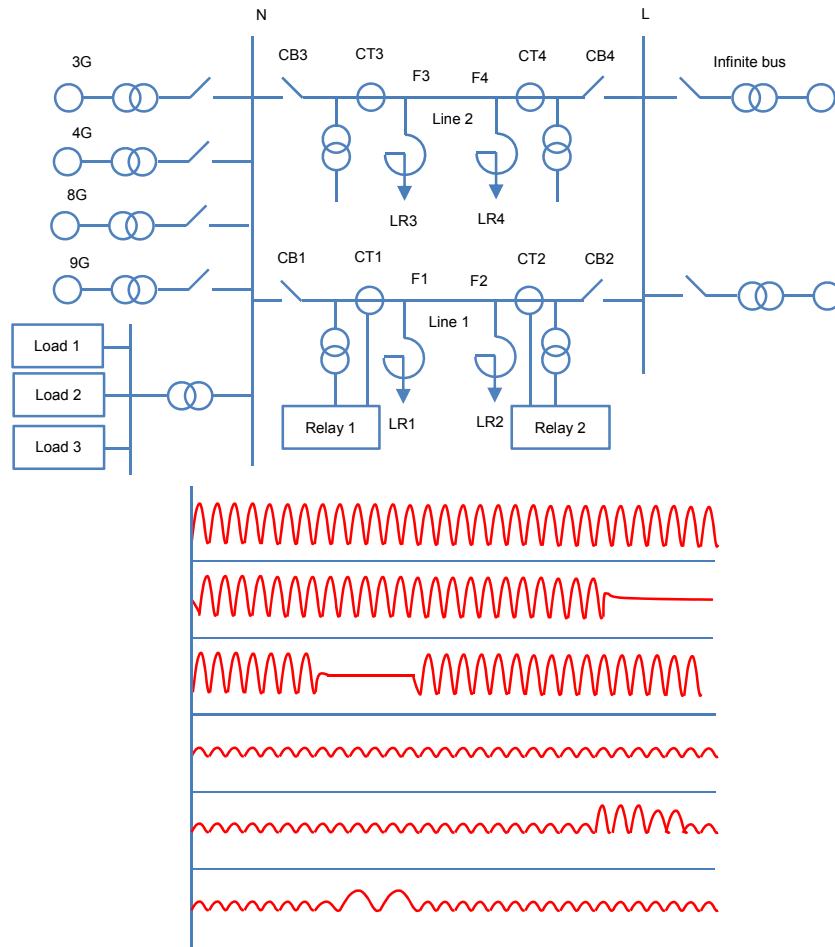 N
L
3G
CB3
CT3
F3
F4
CT4
CB4
Infinite bus
Line 2
4G
8G
LR3
LR4
9G
CB1
CT1
F1
F2
CT2
CB2
Line 1
Load 1
Load 2
Load 3
Relay 1
LR1
LR2
Relay 2